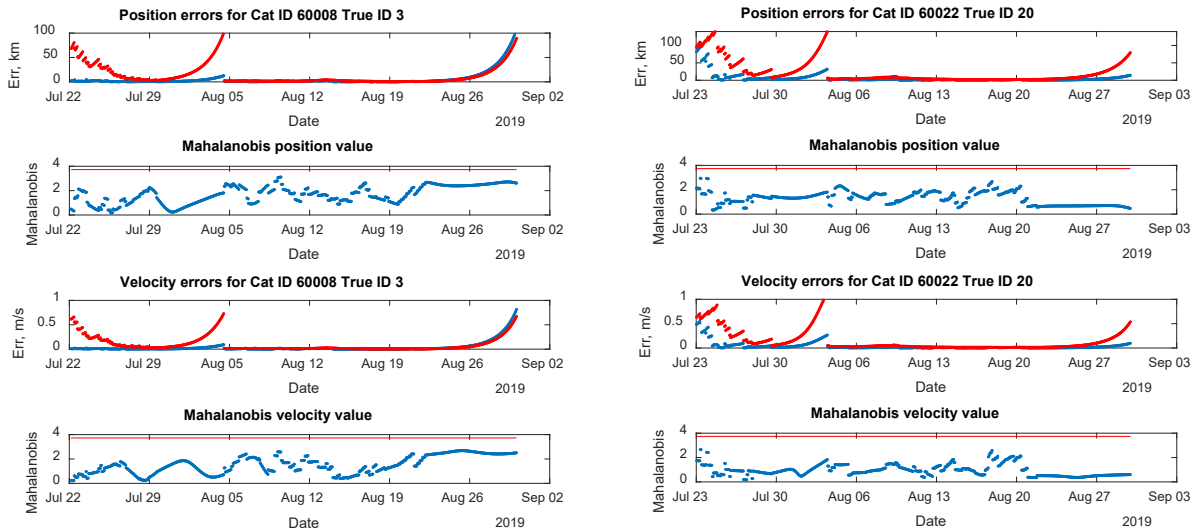 Position errors for Cat ID 60008 True ID 3
Err, km
100
50
0
Jul 22 Jul 29 Aug 05 Aug 12 Aug 19 Aug 26 Sep 02
Date
2019
Mahalanobis position value
Mahalanobis
4
2
0
Jul 22 Jul 29 Aug 05 Aug 12 Aug 19 Aug 26 Sep 02
Date
2019
Velocity errors for Cat ID 60008 True ID 3
Err, m/s
1
0.5
0
Jul 22 Jul 29 Aug 05 Aug 12 Aug 19 Aug 26 Sep 02
Date
2019
Mahalanobis velocity value
Mahalanobis
4
2
0
Jul 22 Jul 29 Aug 05 Aug 12 Aug 19 Aug 26 Sep 02
Date
2019
Position errors for Cat ID 60022 True ID 20
Err, km
100
50
0
Jul 23 Jul 30 Aug 06 Aug 13 Aug 20 Aug 27 Sep 03
Date
2019
Mahalanobis position value
Mahalanobis
4
2
0
Jul 23 Jul 30 Aug 06 Aug 13 Aug 20 Aug 27 Sep 03
Date
2019
Velocity errors for Cat ID 60022 True ID 20
Err, m/s
1
0.5
0
Jul 23 Jul 30 Aug 06 Aug 13 Aug 20 Aug 27 Sep 03
Date
2019
Mahalanobis velocity value
Mahalanobis
4
2
0
Jul 23 Jul 30 Aug 06 Aug 13 Aug 20 Aug 27 Sep 03
Date
2019